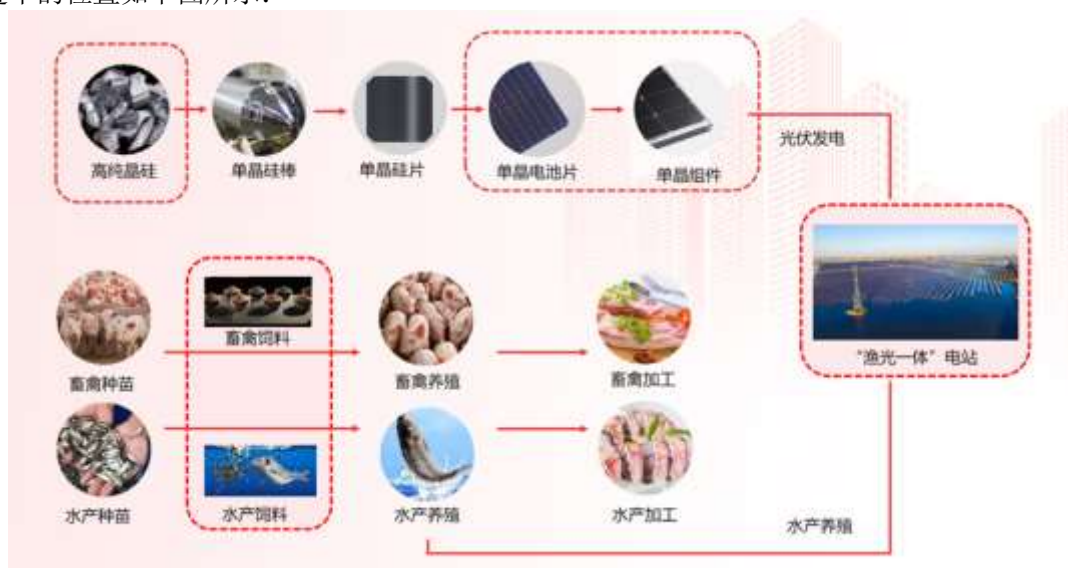 高纯晶硅
单晶硅棒
单晶硅片
单晶电池片
单晶组件
光伏发电
畜禽饲料
“渔光一体”电站
畜禽种苗
畜禽养殖
畜禽加工
水产种苗
水产饲料
水产养殖
水产加工
水产养殖